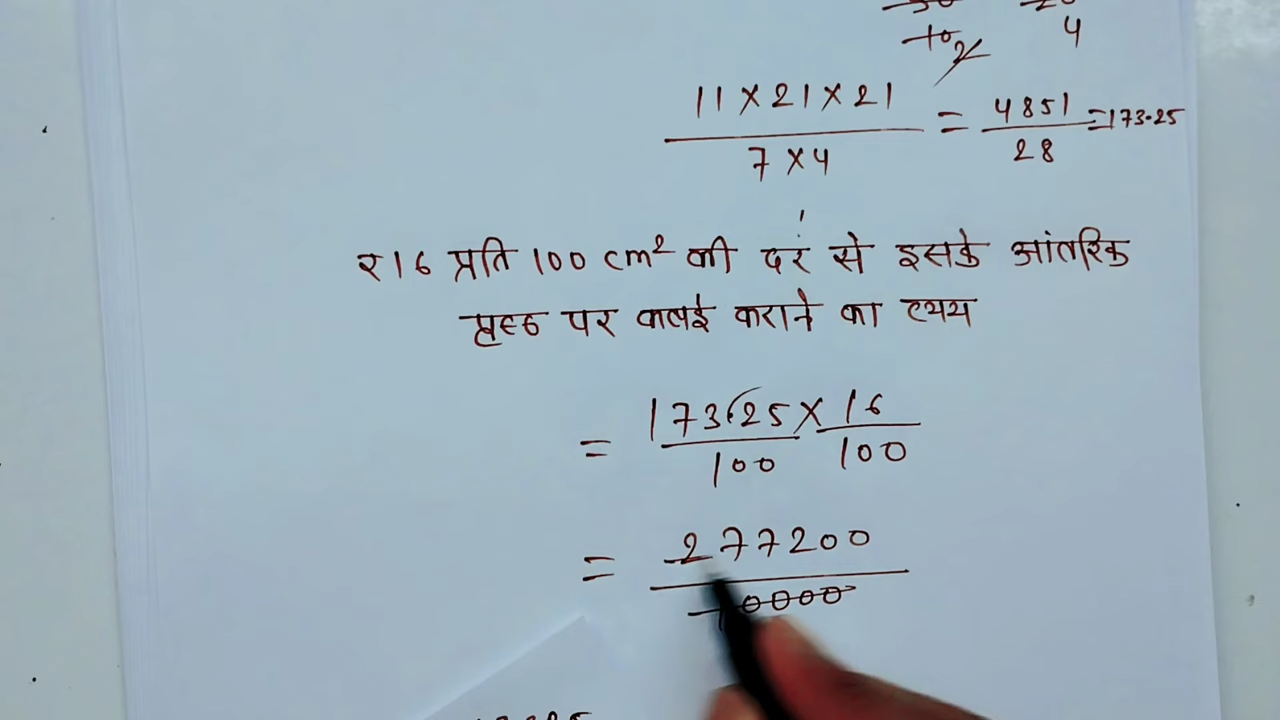 4
11 X 21 X 21 / 7 X 4 = 4851 / 28 = 173.25
₹16 प्रति 100 cm² की दर से इसके आंतरिक
पृष्ठ पर कलई कराने का व्यय
= 173.25 / 100 X 16 / 100
= 277200 / 10000